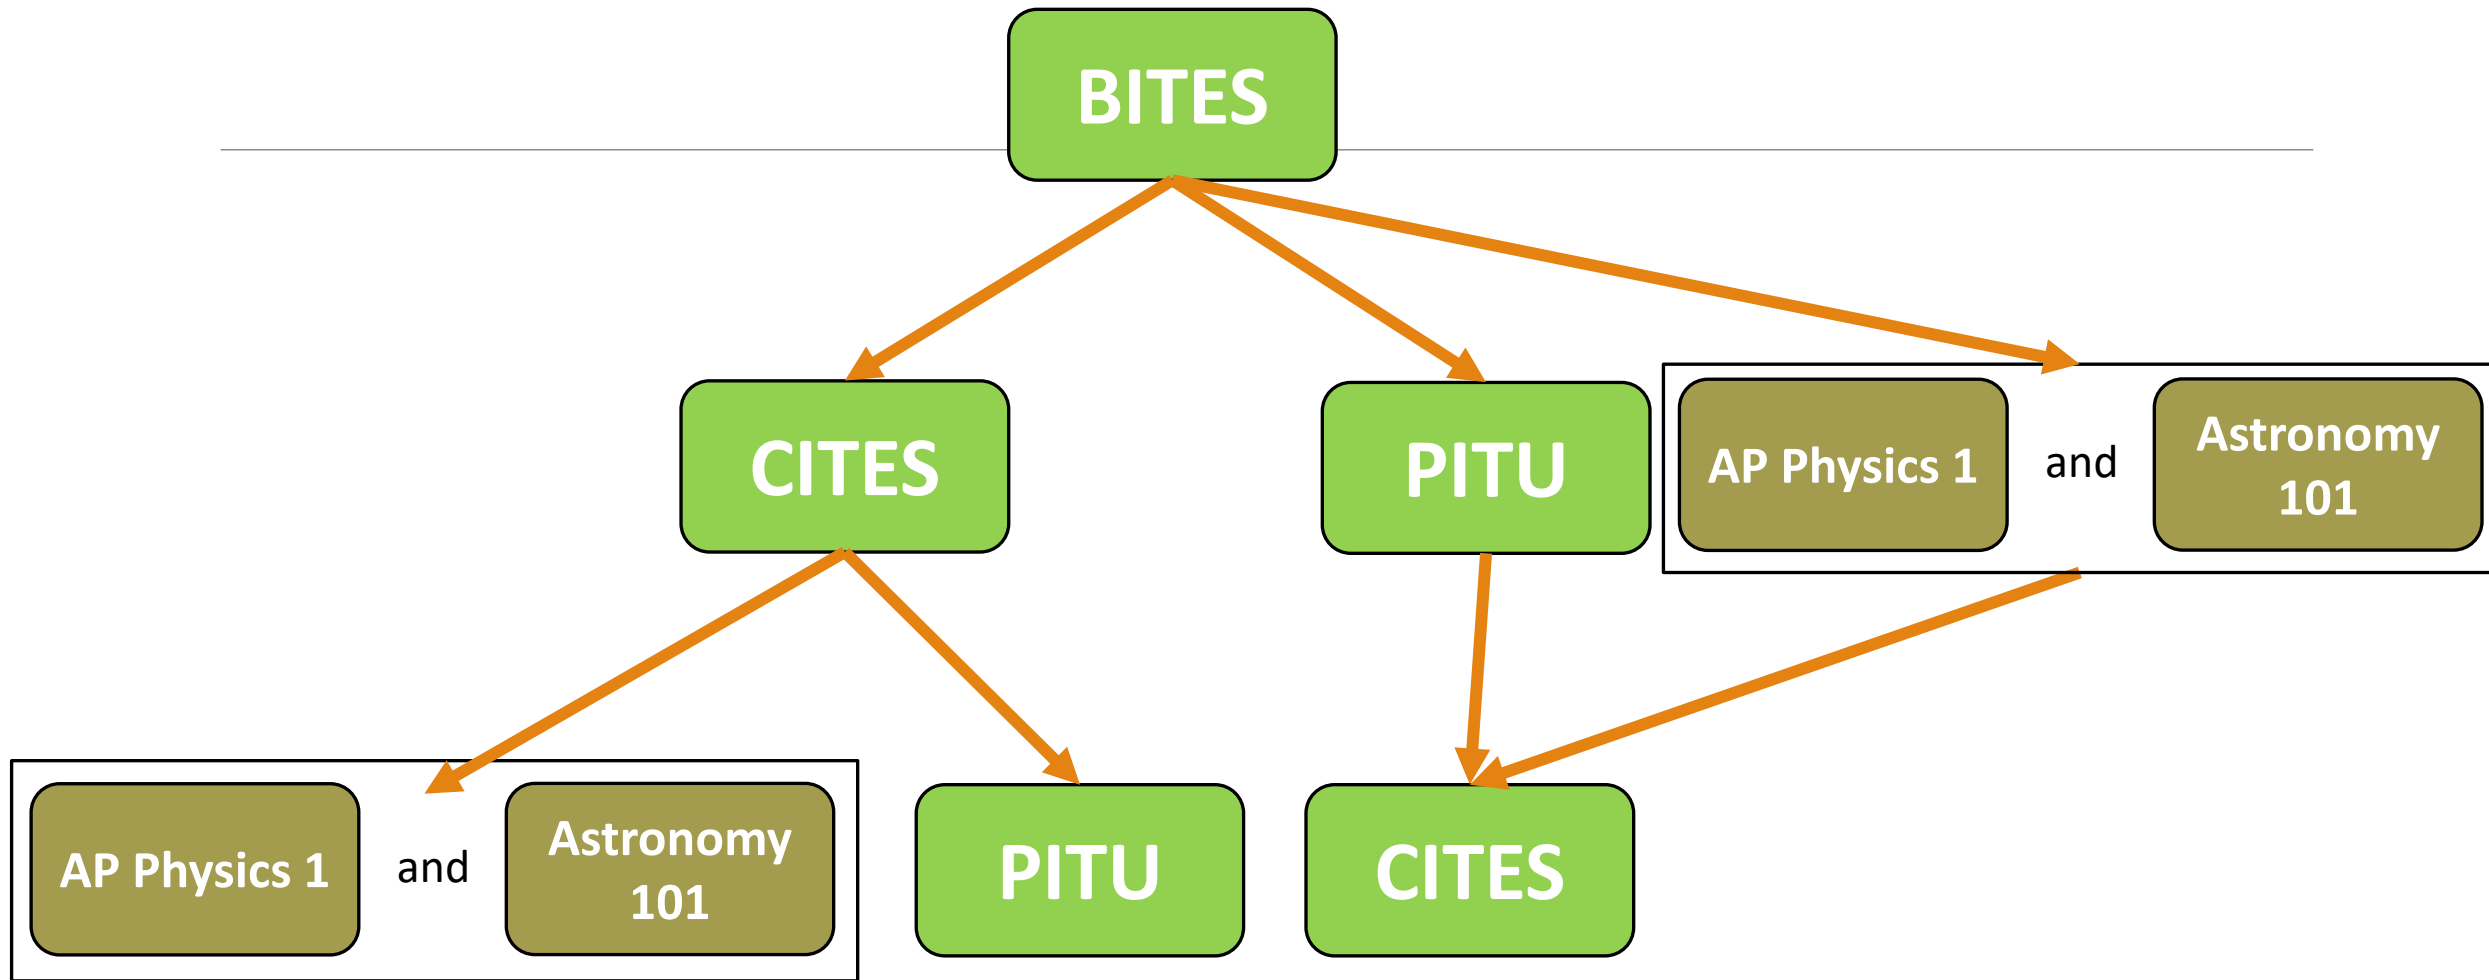 BITES
CITES
PITU
AP Physics 1
and
Astronomy
101
AP Physics 1
and
Astronomy
101
PITU
CITES